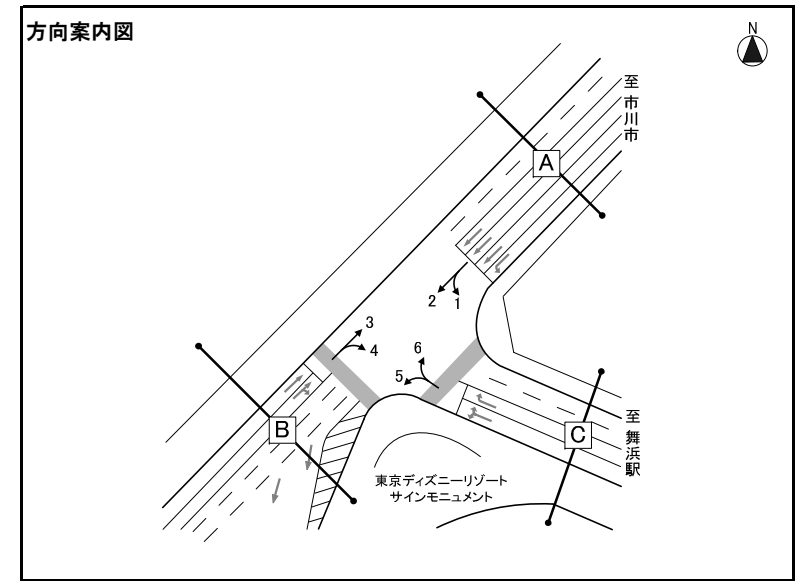 方向案内図
N
至 市川市
A
2
1
3
4
6
5
B
C
至 舞浜駅
東京ディズニーリゾート
サインモニュメント